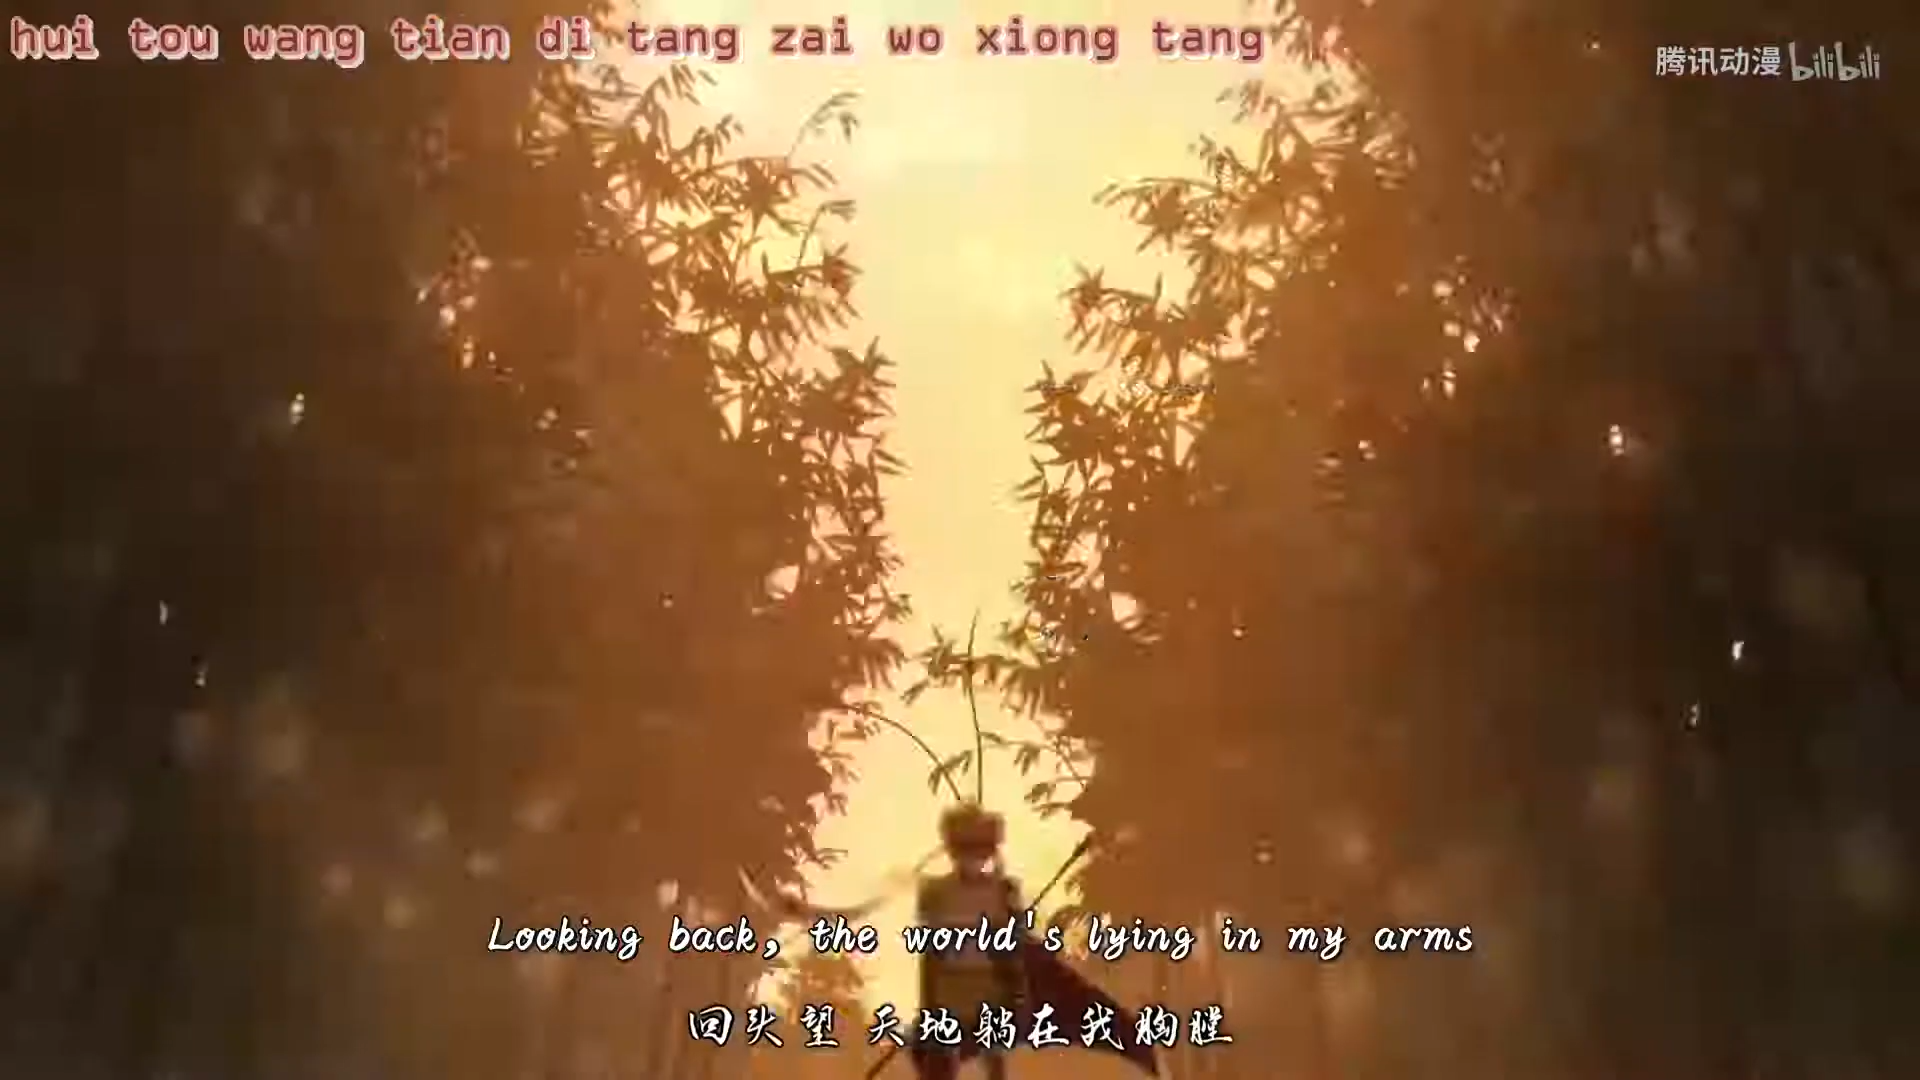 hui tou wang tian di tang zai wo xiong tang
腾讯动漫 bilibili
Looking back, the world's lying in my arms
回头望 天地躺在我胸膛